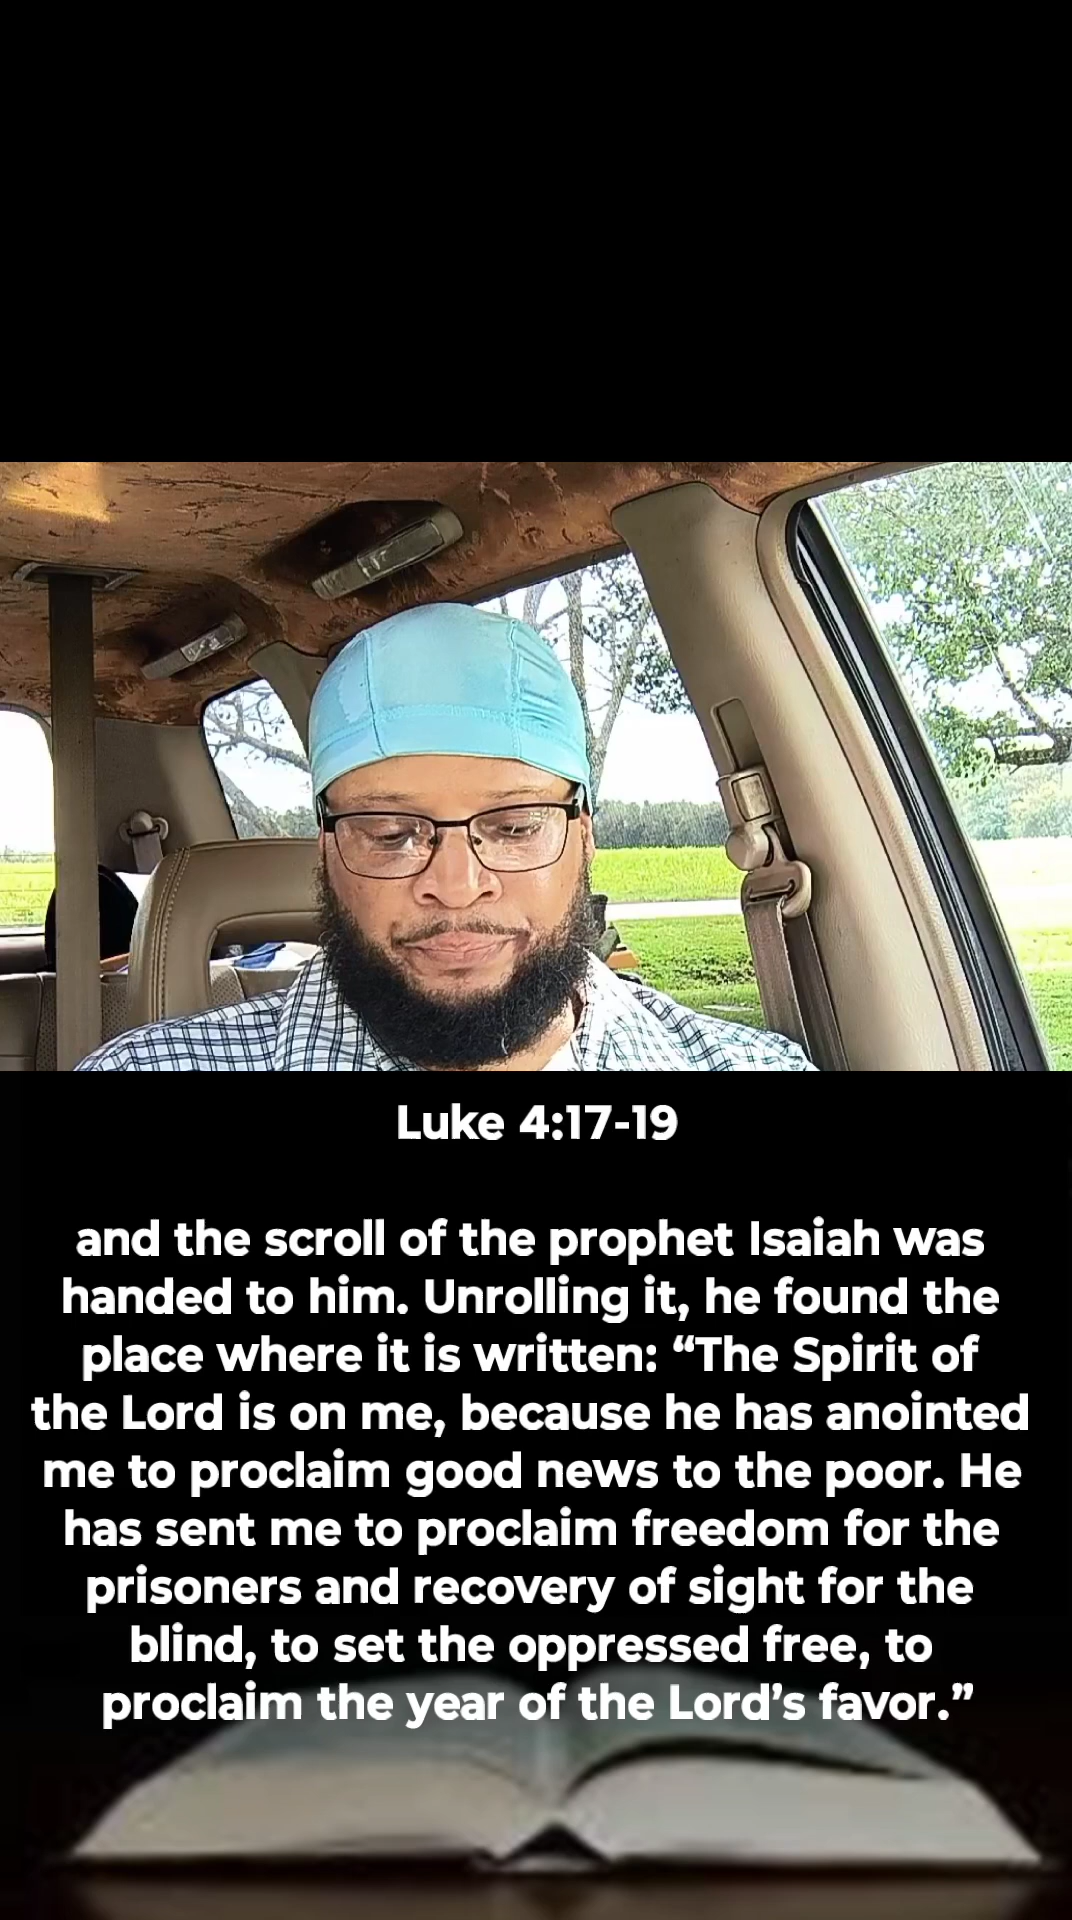 Luke 4:17-19
and the scroll of the prophet Isaiah was
handed to him. Unrolling it, he found the
place where it is written: “The Spirit of
the Lord is on me, because he has anointed
me to proclaim good news to the poor. He
has sent me to proclaim freedom for the
prisoners and recovery of sight for the
blind, to set the oppressed free, to
proclaim the year of the Lord’s favor.”